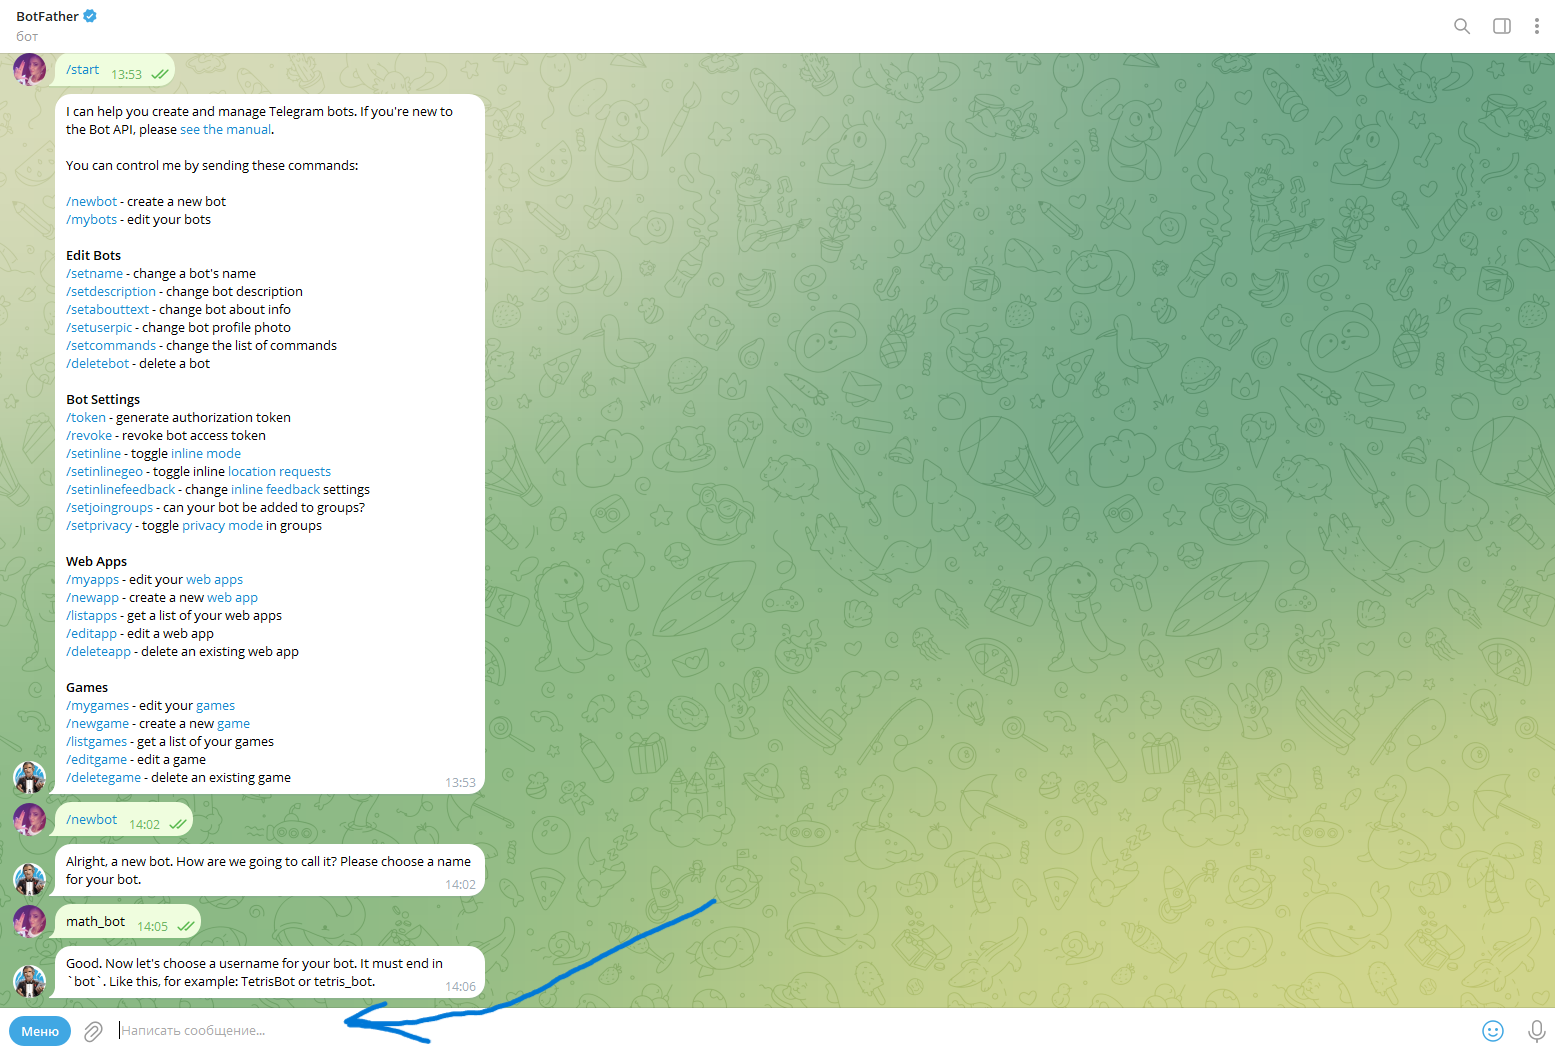 BotFather
бот
/start 13:53
I can help you create and manage Telegram bots. If you're new to
the Bot API, please see the manual.
You can control me by sending these commands:
/newbot - create a new bot
/mybots - edit your bots
Edit Bots
/setname - change a bot's name
/setdescription - change bot description
/setabouttext - change bot about info
/setuserpic - change bot profile photo
/setcommands - change the list of commands
/deletebot - delete a bot
Bot Settings
/token - generate authorization token
/revoke - revoke bot access token
/setinline - toggle inline mode
/setinlinegeo - toggle inline location requests
/setinlinefeedback - change inline feedback settings
/setjoingroups - can your bot be added to groups?
/setprivacy - toggle privacy mode in groups
Web Apps
/myapps - edit your web apps
/newapp - create a new web app
/listapps - get a list of your web apps
/editapp - edit a web app
/deleteapp - delete an existing web app
Games
/mygames - edit your games
/newgame - create a new game
/listgames - get a list of your games
/editgame - edit a game
/deletegame - delete an existing game
13:53
/newbot 14:02
Alright, a new bot. How are we going to call it? Please choose a name
for your bot.
14:02
math_bot 14:05
Good. Now let's choose a username for your bot. It must end in
`bot`. Like this, for example: TetrisBot or tetris_bot.
14:06
Меню Написать сообщение...